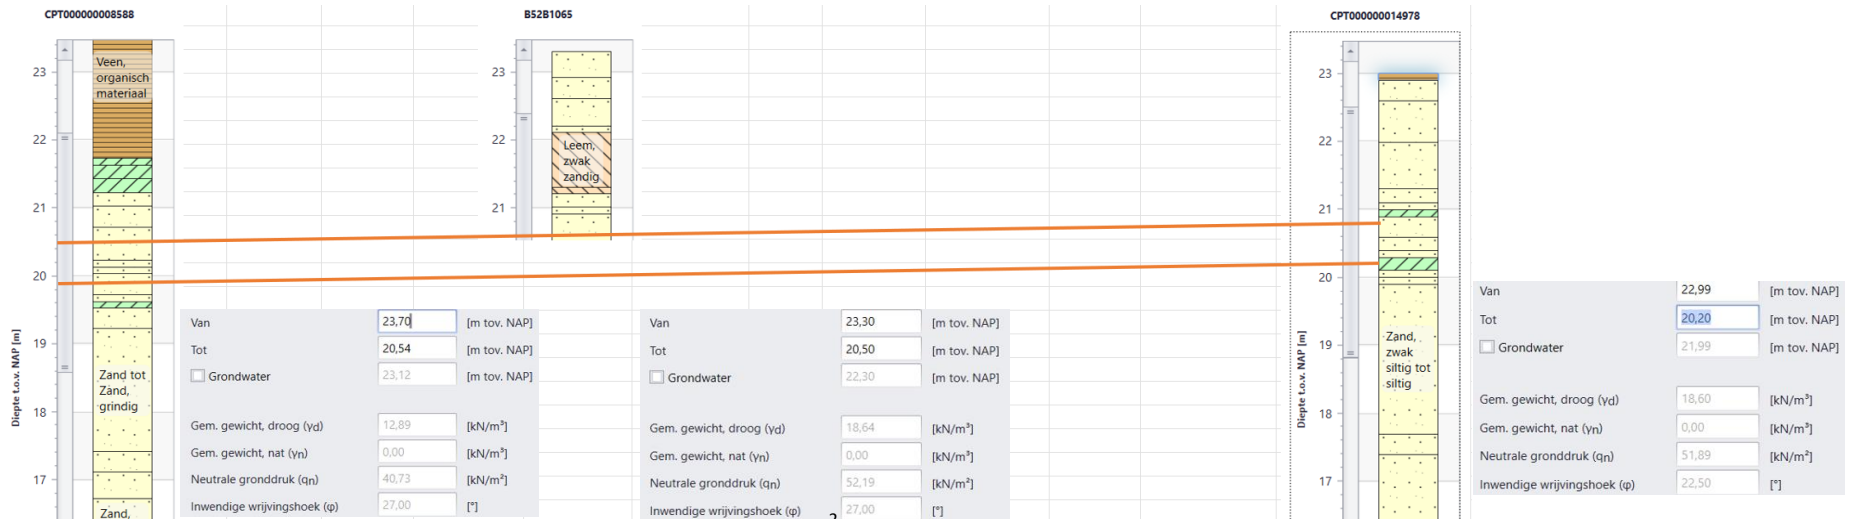 CPT000000008588
B52B1065
CPT000000014978
Veen,
organisch
materiaal
23
22
21
20
19
18
17
Diepte t.o.v. NAP [m]
Zand tot
Zand,
grindig
Zand,
23
22
21
Leem,
zwak
zandig
23
22
21
20
19
18
17
Diepte t.o.v. NAP [m]
Zand,
zwak
siltig tot
siltig
Van 23,70 [m tov. NAP]
Tot 20,54 [m tov. NAP]
Grondwater 23,12 [m tov. NAP]
Gem. gewicht, droog (γd) 12,89 [kN/m³]
Gem. gewicht, nat (γn) 0,00 [kN/m³]
Neutrale gronddruk (qn) 40,73 [kN/m²]
Inwendige wrijvingshoek (φ) 27,00 [°]
Van 23,30 [m tov. NAP]
Tot 20,50 [m tov. NAP]
Grondwater 22,30 [m tov. NAP]
Gem. gewicht, droog (γd) 18,64 [kN/m³]
Gem. gewicht, nat (γn) 0,00 [kN/m³]
Neutrale gronddruk (qn) 52,19 [kN/m²]
Inwendige wrijvingshoek (φ) 27,00 [°]
Van 22,99 [m tov. NAP]
Tot 20,20 [m tov. NAP]
Grondwater 21,99 [m tov. NAP]
Gem. gewicht, droog (γd) 18,60 [kN/m³]
Gem. gewicht, nat (γn) 0,00 [kN/m³]
Neutrale gronddruk (qn) 51,89 [kN/m²]
Inwendige wrijvingshoek (φ) 22,50 [°]